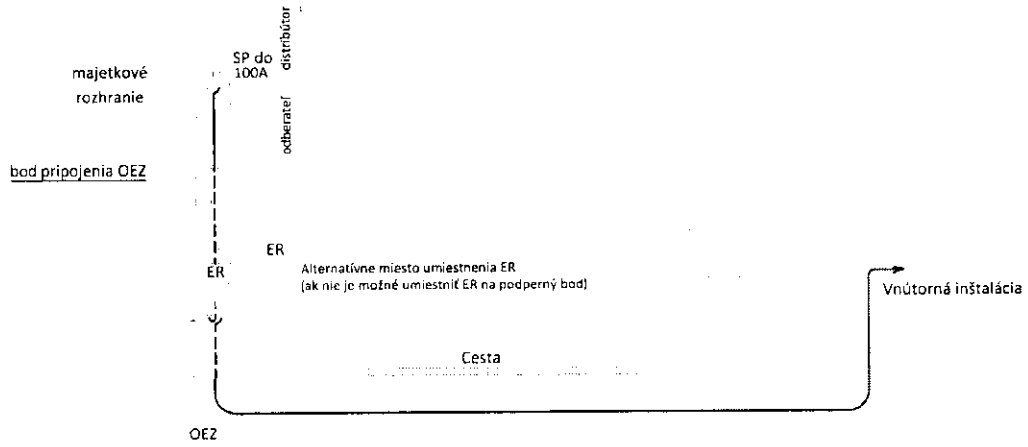 distribútor
SP do
100A
majetkové
rozhranie
odberateľ
bod pripojenia OEZ
ER
ER
Alternatívne miesto umiestnenia ER
(ak nie je možné umiestniť ER na podperný bod)
Vnútorná inštalácia
Cesta
OEZ